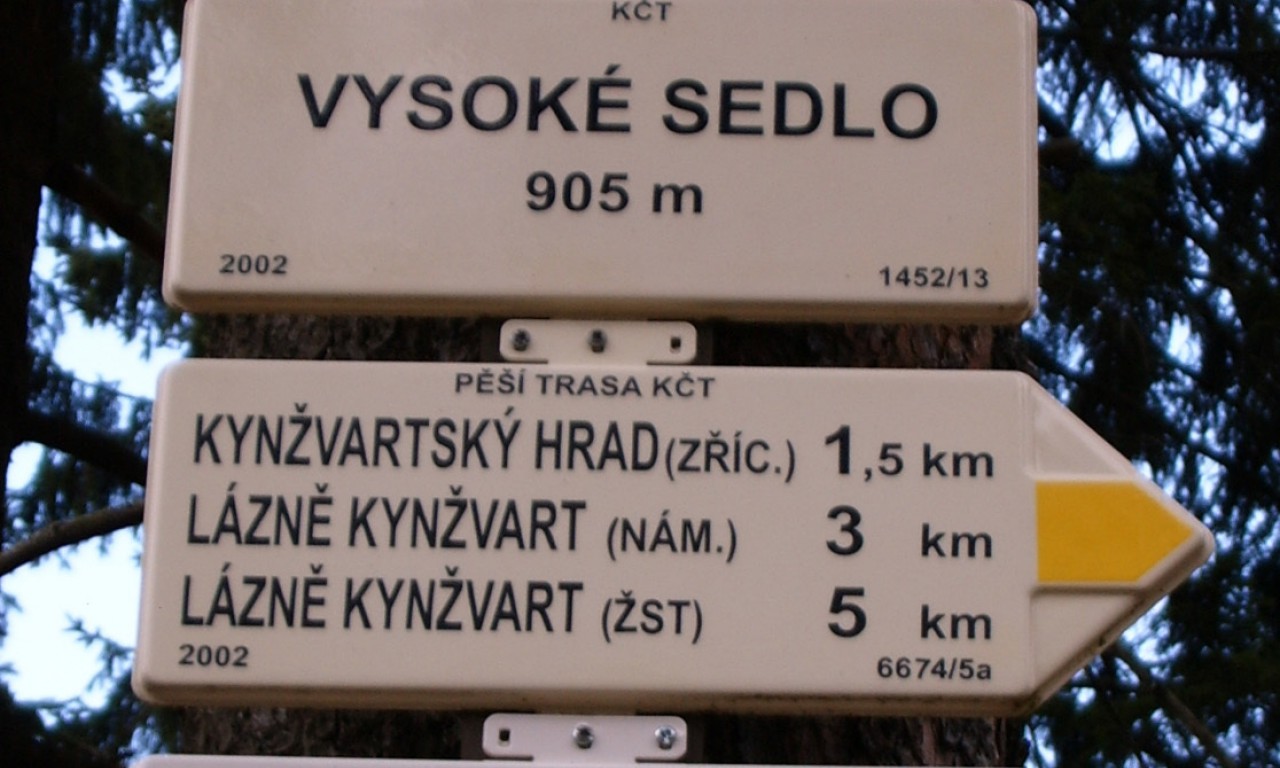 KČT
VYSOKÉ SEDLO
905 m
2002 1452/13
PĚŠÍ TRASA KČT
KYNŽVARTSKÝ HRAD (ZŘÍC.) 1,5 km
LÁZNĚ KYNŽVART (NÁM.) 3 km
LÁZNĚ KYNŽVART (ŽST) 5 km
2002 6674/5a